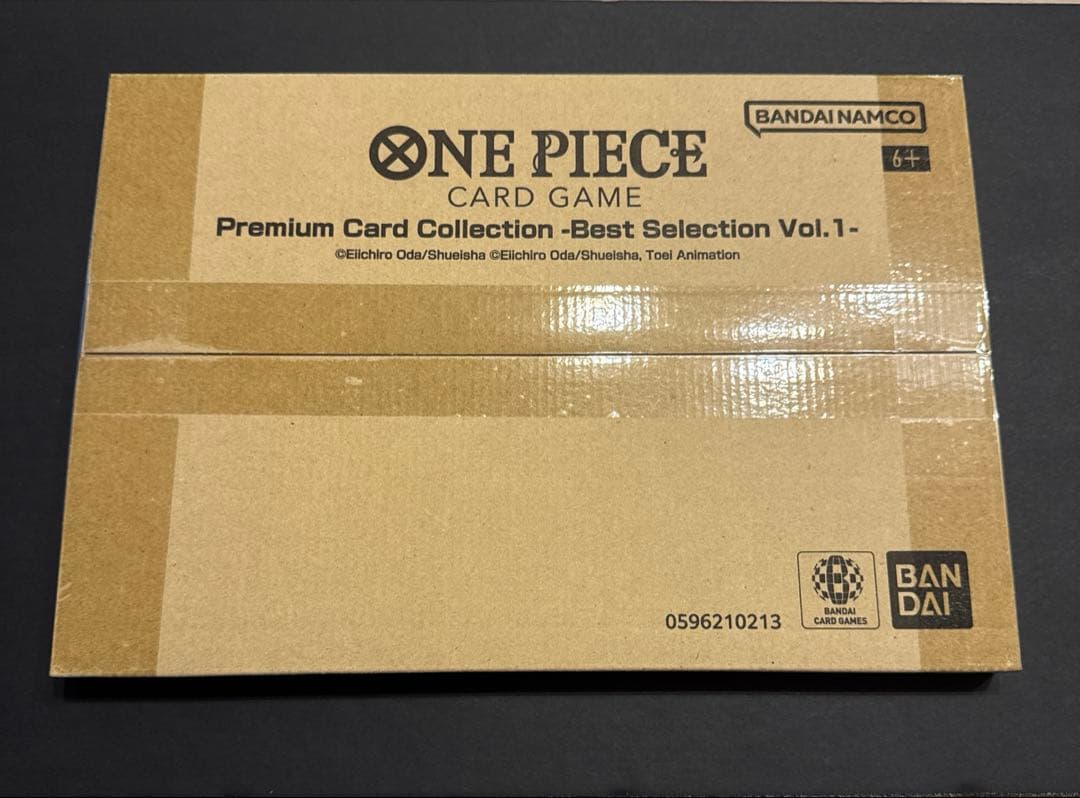 BANDAI NAMCO
ONE PIECE
6+
CARD GAME
Premium Card Collection -Best Selection Vol.1-
©Eiichiro Oda/Shueisha ©Eiichiro Oda/Shueisha, Toei Animation
0596210213
B
BANDAI
CARD GAMES
BAN
DAI